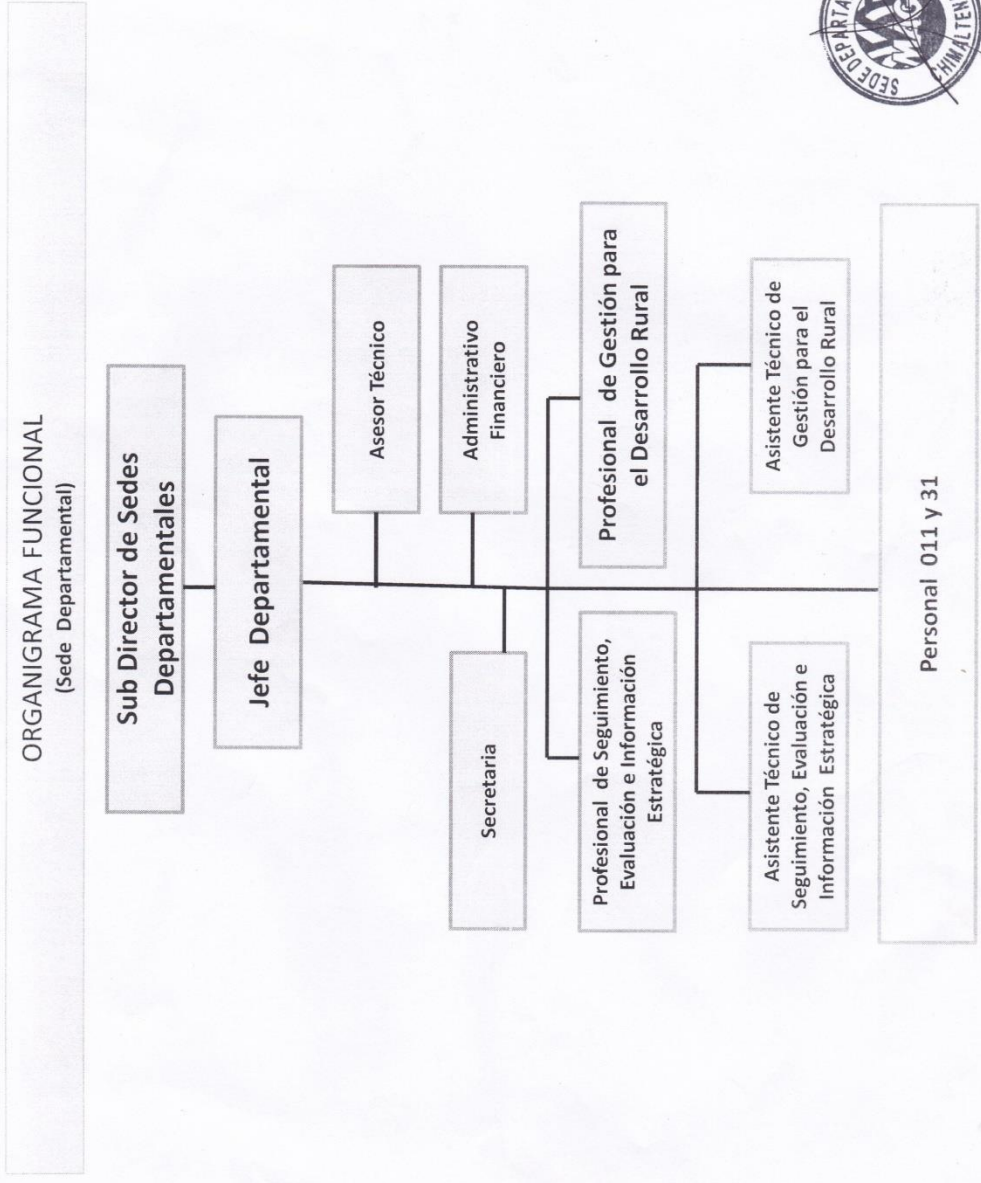 ORGANIGRAMA FUNCIONAL
(Sede Departamental)
Sub Director de Sedes
Departamentales
Jefe Departamental
Asesor Técnico
Administrativo
Financiero
Secretaria
Profesional de Seguimiento,
Evaluación e Información
Estratégica
Profesional de Gestión para
el Desarrollo Rural
Asistente Técnico de
Seguimiento, Evaluación e
Información Estratégica
Asistente Técnico de
Gestión para el
Desarrollo Rural
Personal 011 y 31
SEDE DEPARTA
CHIMALTEN